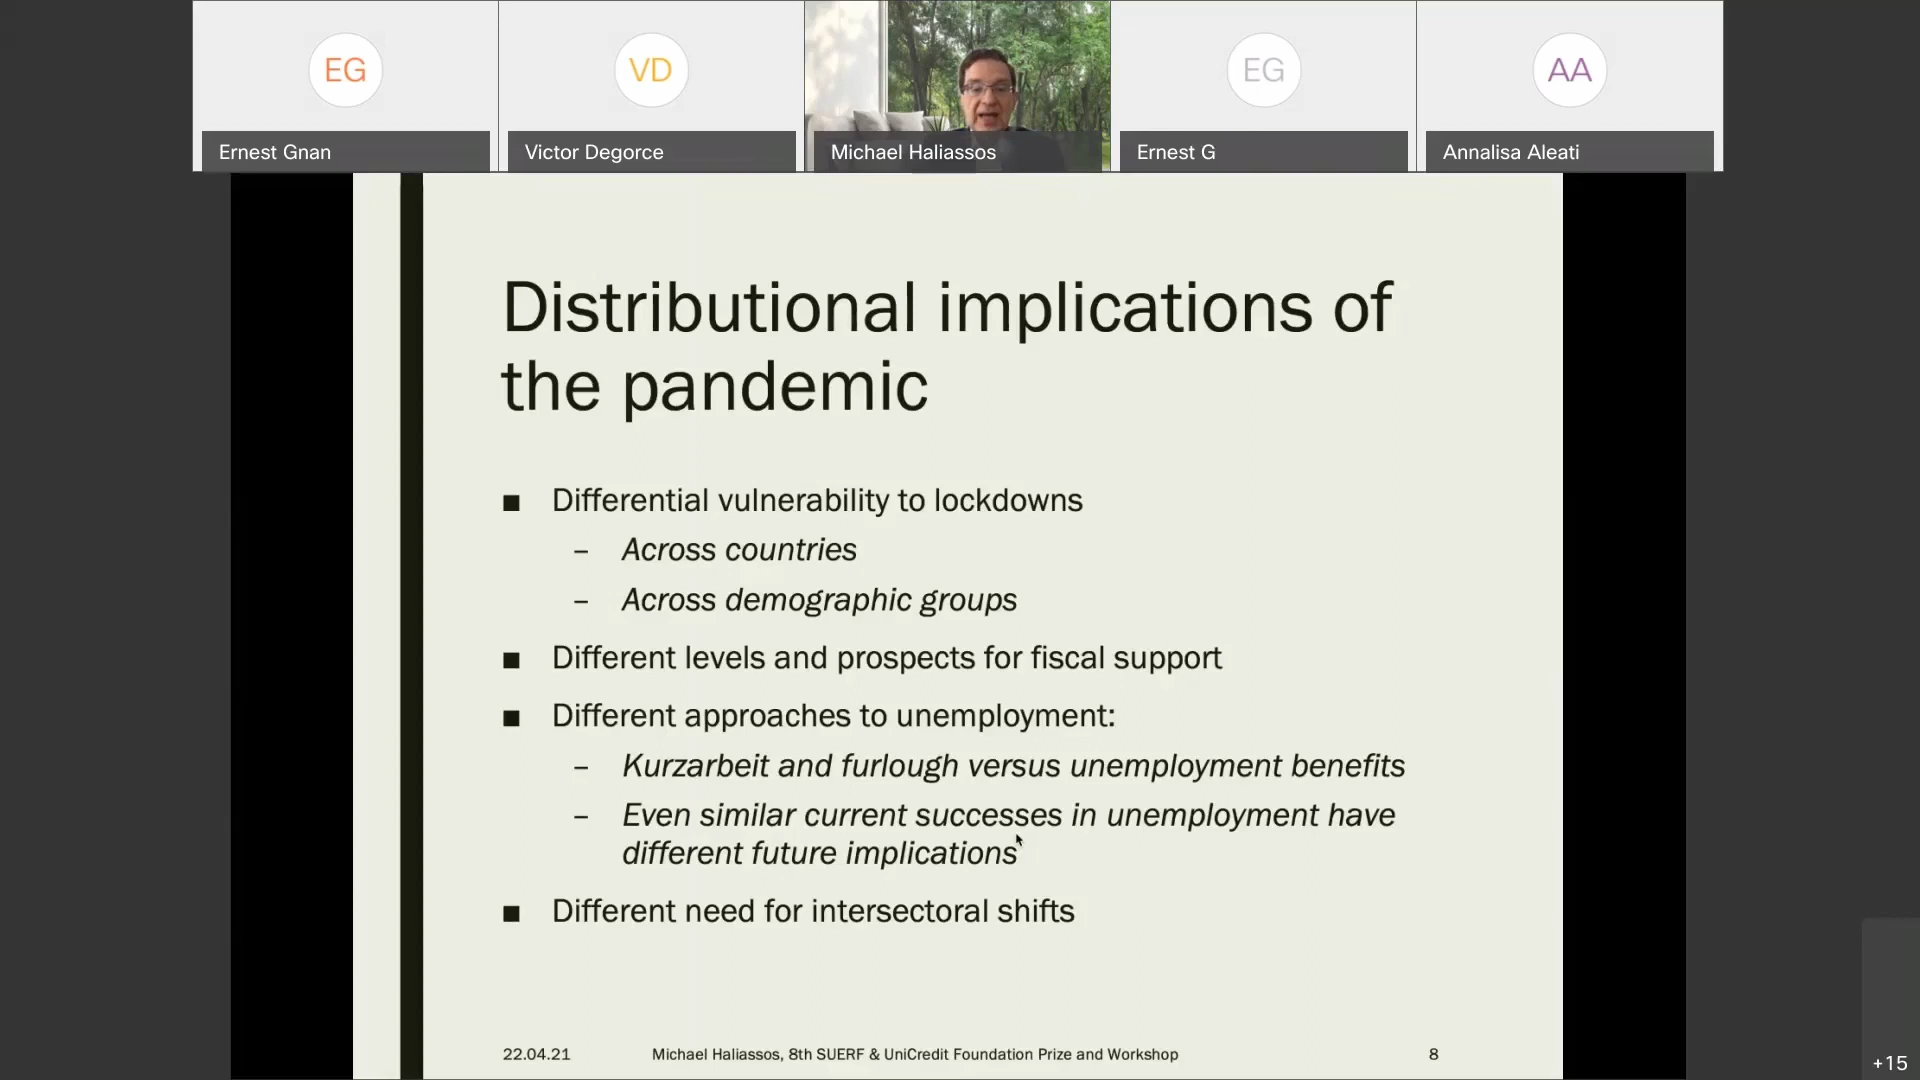 EG
VD
EG
AA
Ernest Gnan
Victor Degorce
Michael Haliassos
Ernest G
Annalisa Aleati
Distributional implications of
the pandemic
■ Differential vulnerability to lockdowns
– Across countries
– Across demographic groups
■ Different levels and prospects for fiscal support
■ Different approaches to unemployment:
– Kurzarbeit and furlough versus unemployment benefits
– Even similar current successes in unemployment have
different future implications
■ Different need for intersectoral shifts
22.04.21
Michael Haliassos, 8th SUERF & UniCredit Foundation Prize and Workshop
8
+15